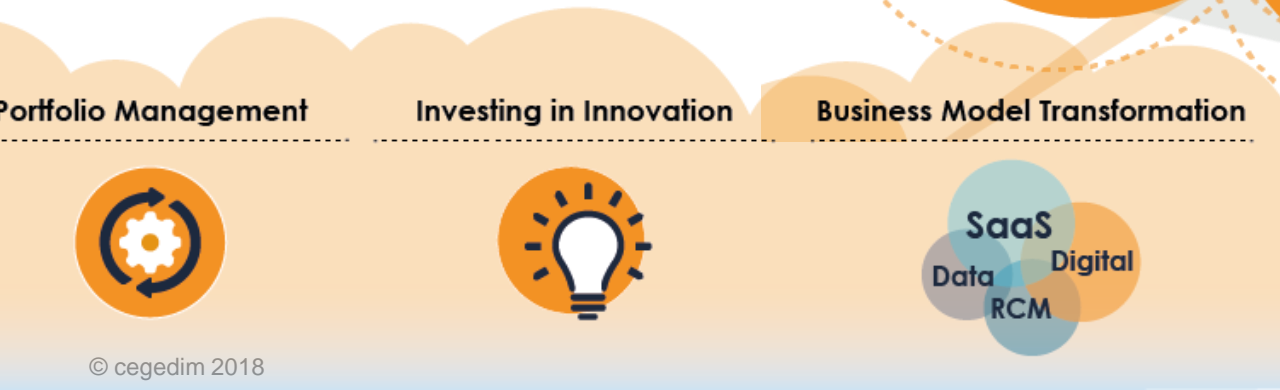 Portfolio Management
Investing in Innovation
Business Model Transformation
SaaS
Digital
Data
RCM
© cegedim 2018